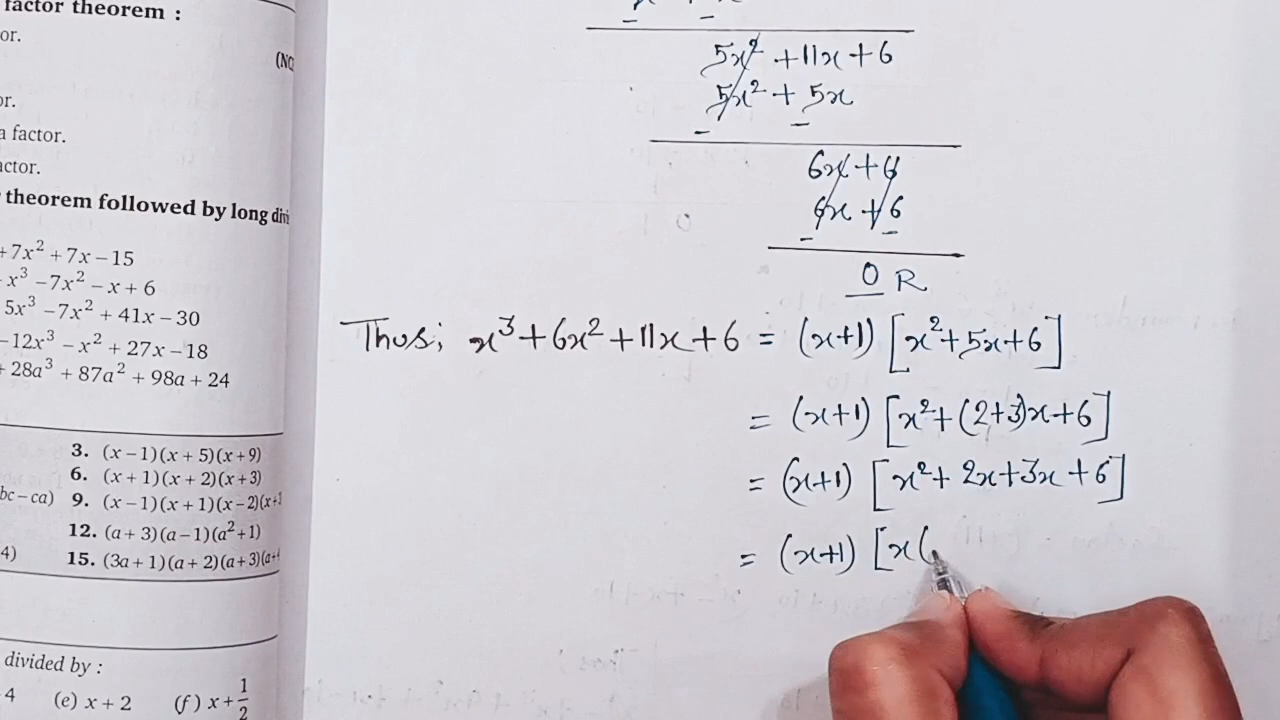 factor theorem :
or.
(NC
or.
a factor.
actor.
theorem followed by long divi
+7x² + 7x – 15
x³ – 7x² – x + 6
5x³ – 7x² + 41x – 30
–12x³ – x² + 27x – 18
+ 28a³ + 87a² + 98a + 24
3. (x – 1)(x + 5)(x + 9)
6. (x + 1)(x + 2)(x + 3)
bc – ca) 9. (x – 1)(x + 1)(x – 2)(x +
12. (a + 3)(a – 1)(a² + 1)
4) 15. (3a + 1)(a + 2)(a + 3)(a +
divided by :
4 (e) x + 2 (f) x + 1/2
5x² + 11x + 6
5x² + 5x
– –
6x + 6
6x + 6
– –
0 R
Thus; x³ + 6x² + 11x + 6 = (x+1) [x² + 5x + 6]
= (x+1) [x² + (2+3)x + 6]
= (x+1) [x² + 2x + 3x + 6]
= (x+1) [x(